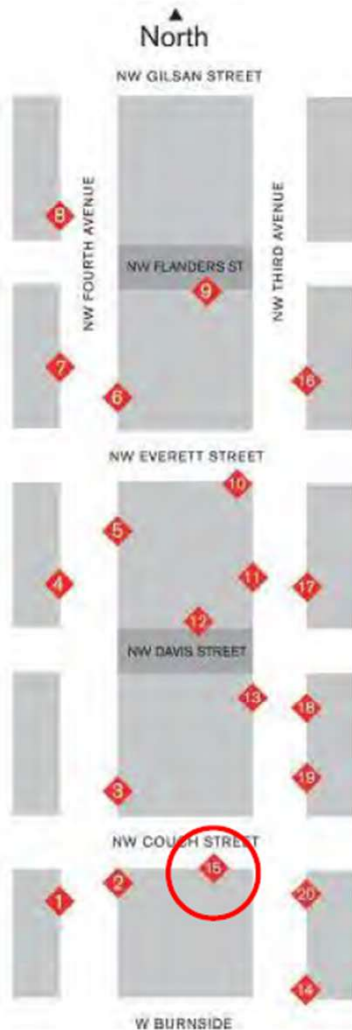 North
NW GILSAN STREET
NW FOURTH AVENUE
NW THIRD AVENUE
8
NW FLANDERS ST
9
7
16
6
NW EVERETT STREET
10
5
11
4
17
12
NW DAVIS STREET
13
18
19
3
NW COUCH STREET
15
2
20
1
14
W BURNSIDE